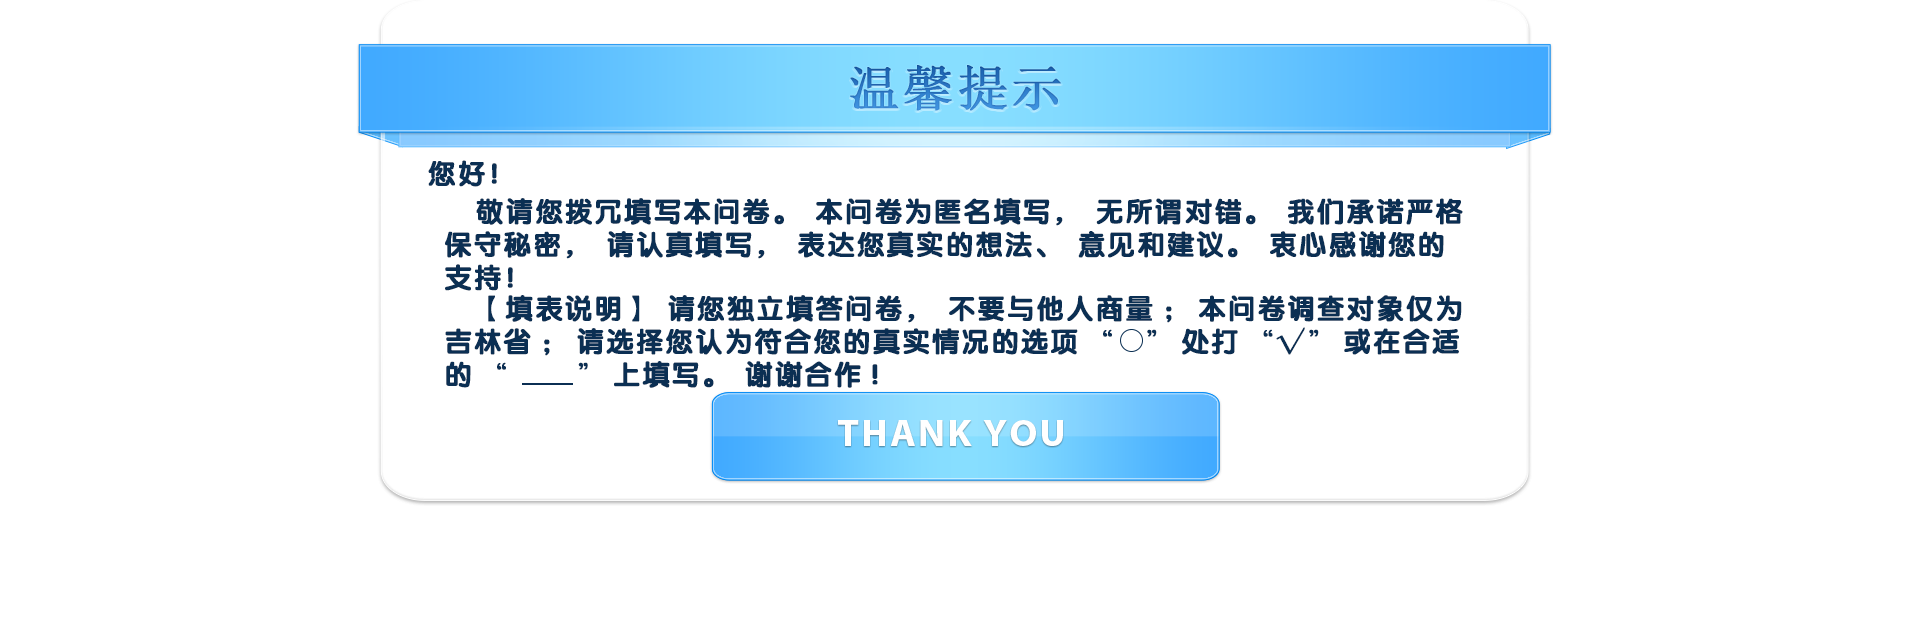 温馨提示
您好！
敬请您拨冗填写本问卷。 本问卷为匿名填写， 无所谓对错。 我们承诺严格
保守秘密， 请认真填写， 表达您真实的想法、 意见和建议。 衷心感谢您的
支持！
【填表说明】 请您独立填答问卷， 不要与他人商量； 本问卷调查对象仅为
吉林省； 请选择您认为符合您的真实情况的选项 “○” 处打 “√” 或在合适
的 “ ____” 上填写。 谢谢合作！
THANK YOU